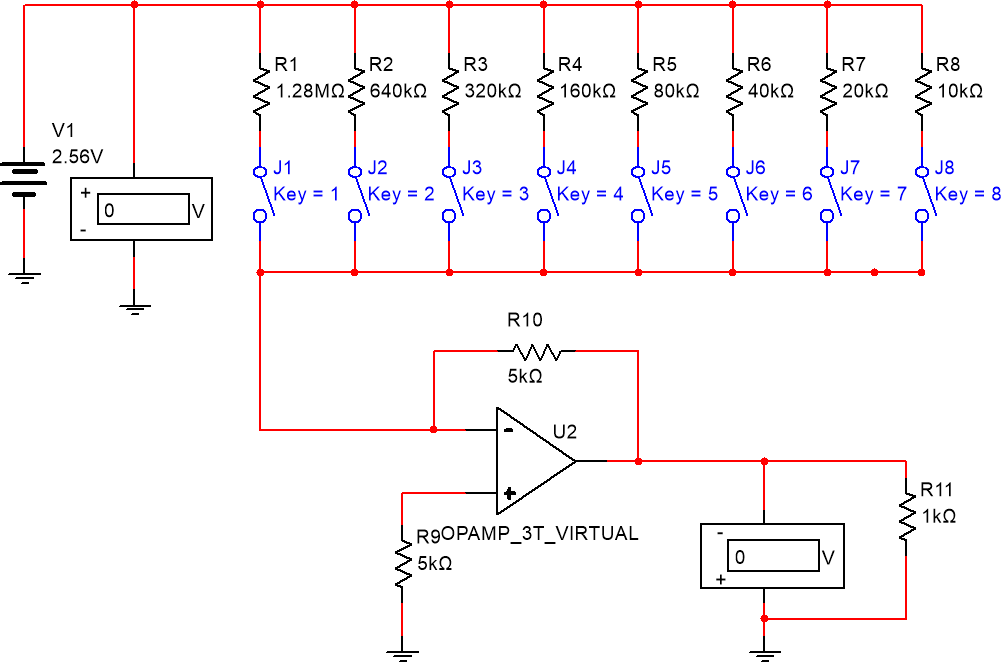 R1 R2 R3 R4 R5 R6 R7 R8
1.28MΩ 640kΩ 320kΩ 160kΩ 80kΩ 40kΩ 20kΩ 10kΩ
V1
2.56V
J1 J2 J3 J4 J5 J6 J7 J8
Key = 1 Key = 2 Key = 3 Key = 4 Key = 5 Key = 6 Key = 7 Key = 8
+
0 V
-
R10
5kΩ
-
U2
+
R9 OPAMP_3T_VIRTUAL
5kΩ
R11
1kΩ
-
0 V
+